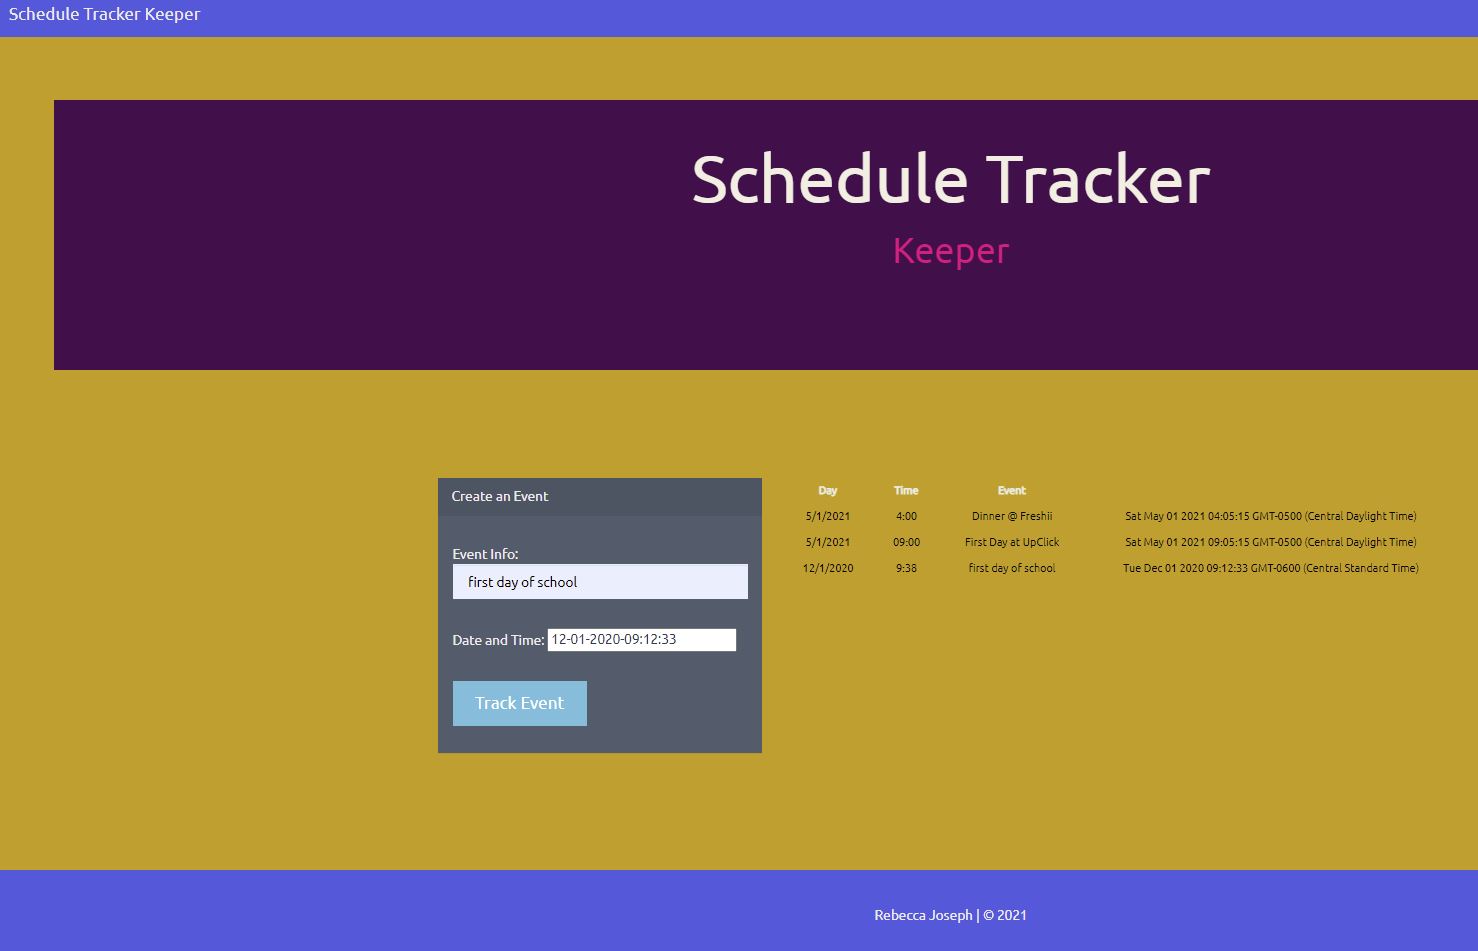 Schedule Tracker Keeper
Schedule Tracker
Keeper
Create an Event
Event Info:
first day of school
Date and Time: 12-01-2020-09:12:33
Track Event
Day Time Event
5/1/2021 4:00 Dinner @ Freshii Sat May 01 2021 04:05:15 GMT-0500 (Central Daylight Time)
5/1/2021 09:00 First Day at UpClick Sat May 01 2021 09:05:15 GMT-0500 (Central Daylight Time)
12/1/2020 9:38 first day of school Tue Dec 01 2020 09:12:33 GMT-0600 (Central Standard Time)
Rebecca Joseph | © 2021